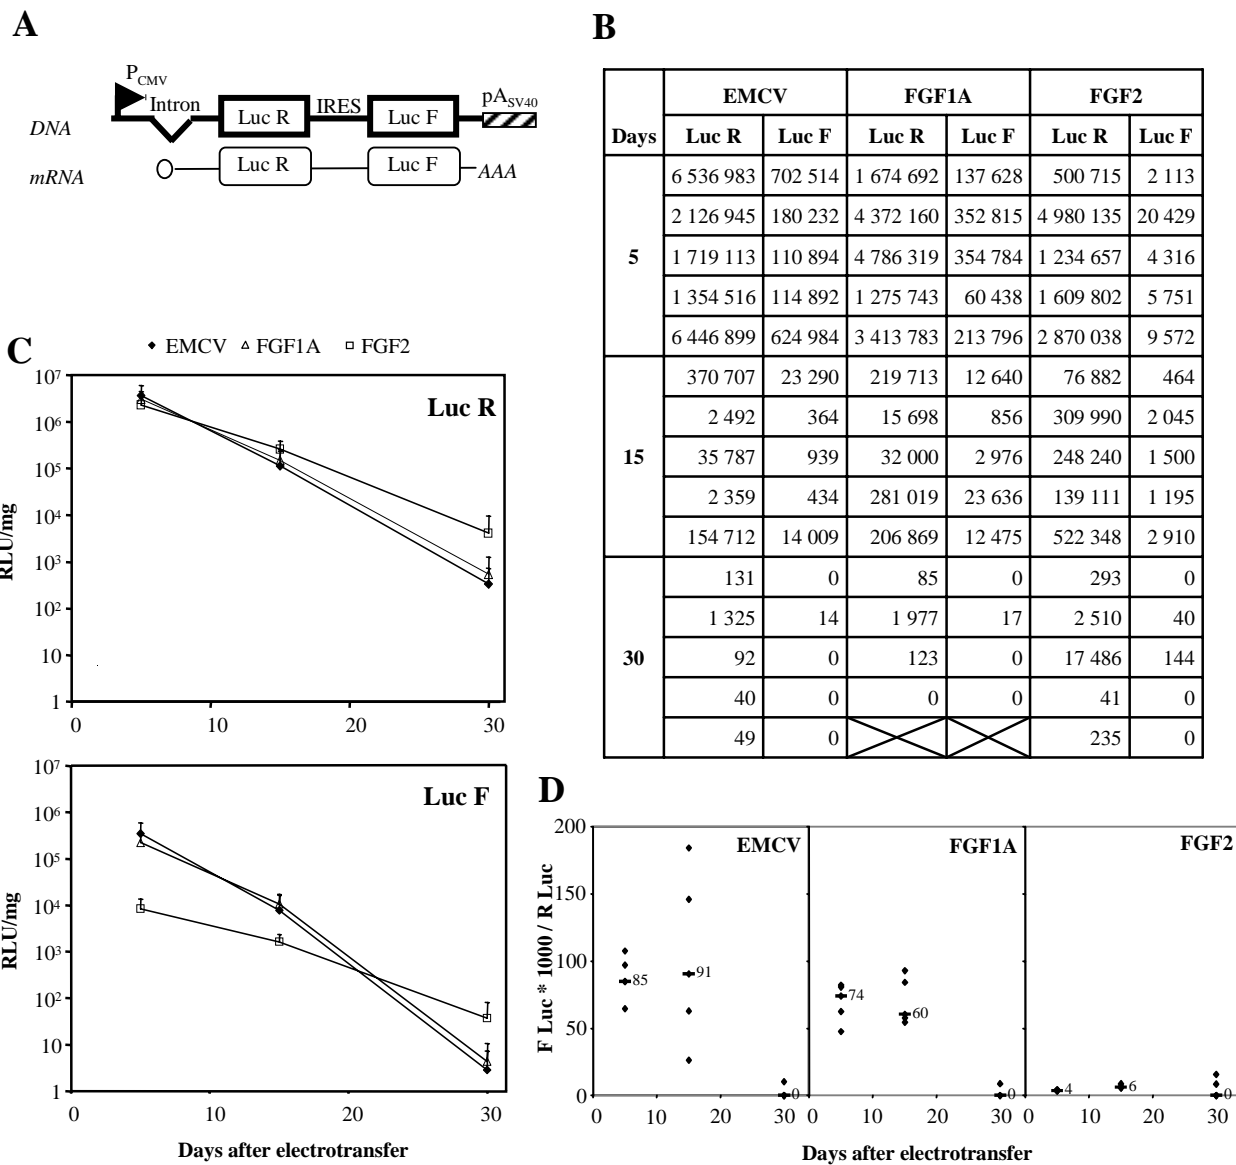 A
P CMV
Intron
Luc R
IRES
Luc F
pA SV40
DNA
mRNA
Luc R
Luc F
AAA
B
EMCV FGF1A FGF2
Days Luc R Luc F Luc R Luc F Luc R Luc F
5
6 536 983 702 514 1 674 692 137 628 500 715 2 113
2 126 945 180 232 4 372 160 352 815 4 980 135 20 429
1 719 113 110 894 4 786 319 354 784 1 234 657 4 316
1 354 516 114 892 1 275 743 60 438 1 609 802 5 751
6 446 899 624 984 3 413 783 213 796 2 870 038 9 572
15
370 707 23 290 219 713 12 640 76 882 464
2 492 364 15 698 856 309 990 2 045
35 787 939 32 000 2 976 248 240 1 500
2 359 434 281 019 23 636 139 111 1 195
154 712 14 009 206 869 12 475 522 348 2 910
30
131 0 85 0 293 0
1 325 14 1 977 17 2 510 40
92 0 123 0 17 486 144
40 0 0 0 41 0
49 0 235 0
C
EMCV FGF1A FGF2
Luc R
RLU/mg
10⁷
10⁶
10⁵
10⁴
10³
10²
10
1
0 10 20 30
Luc F
RLU/mg
10⁷
10⁶
10⁵
10⁴
10³
10²
10
1
0 10 20 30
Days after electrotransfer
D
F Luc * 1000 / R Luc
200
150
100
50
0
EMCV FGF1A FGF2
85 91 0
74 60 0
4 6 0
0 10 20 30 0 10 20 30 0 10 20 30
Days after electrotransfer